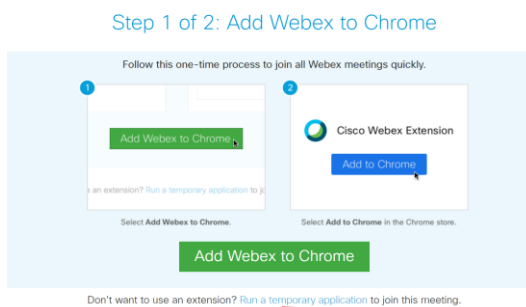 Step 1 of 2: Add Webex to Chrome
Follow this one-time process to join all Webex meetings quickly.
1
Add Webex to Chrome
an extension? Run a temporary application to
Select Add Webex to Chrome.
2
Cisco Webex Extension
Add to Chrome
Select Add to Chrome in the Chrome store.
Add Webex to Chrome
Don't want to use an extension? Run a temporary application to join this meeting.